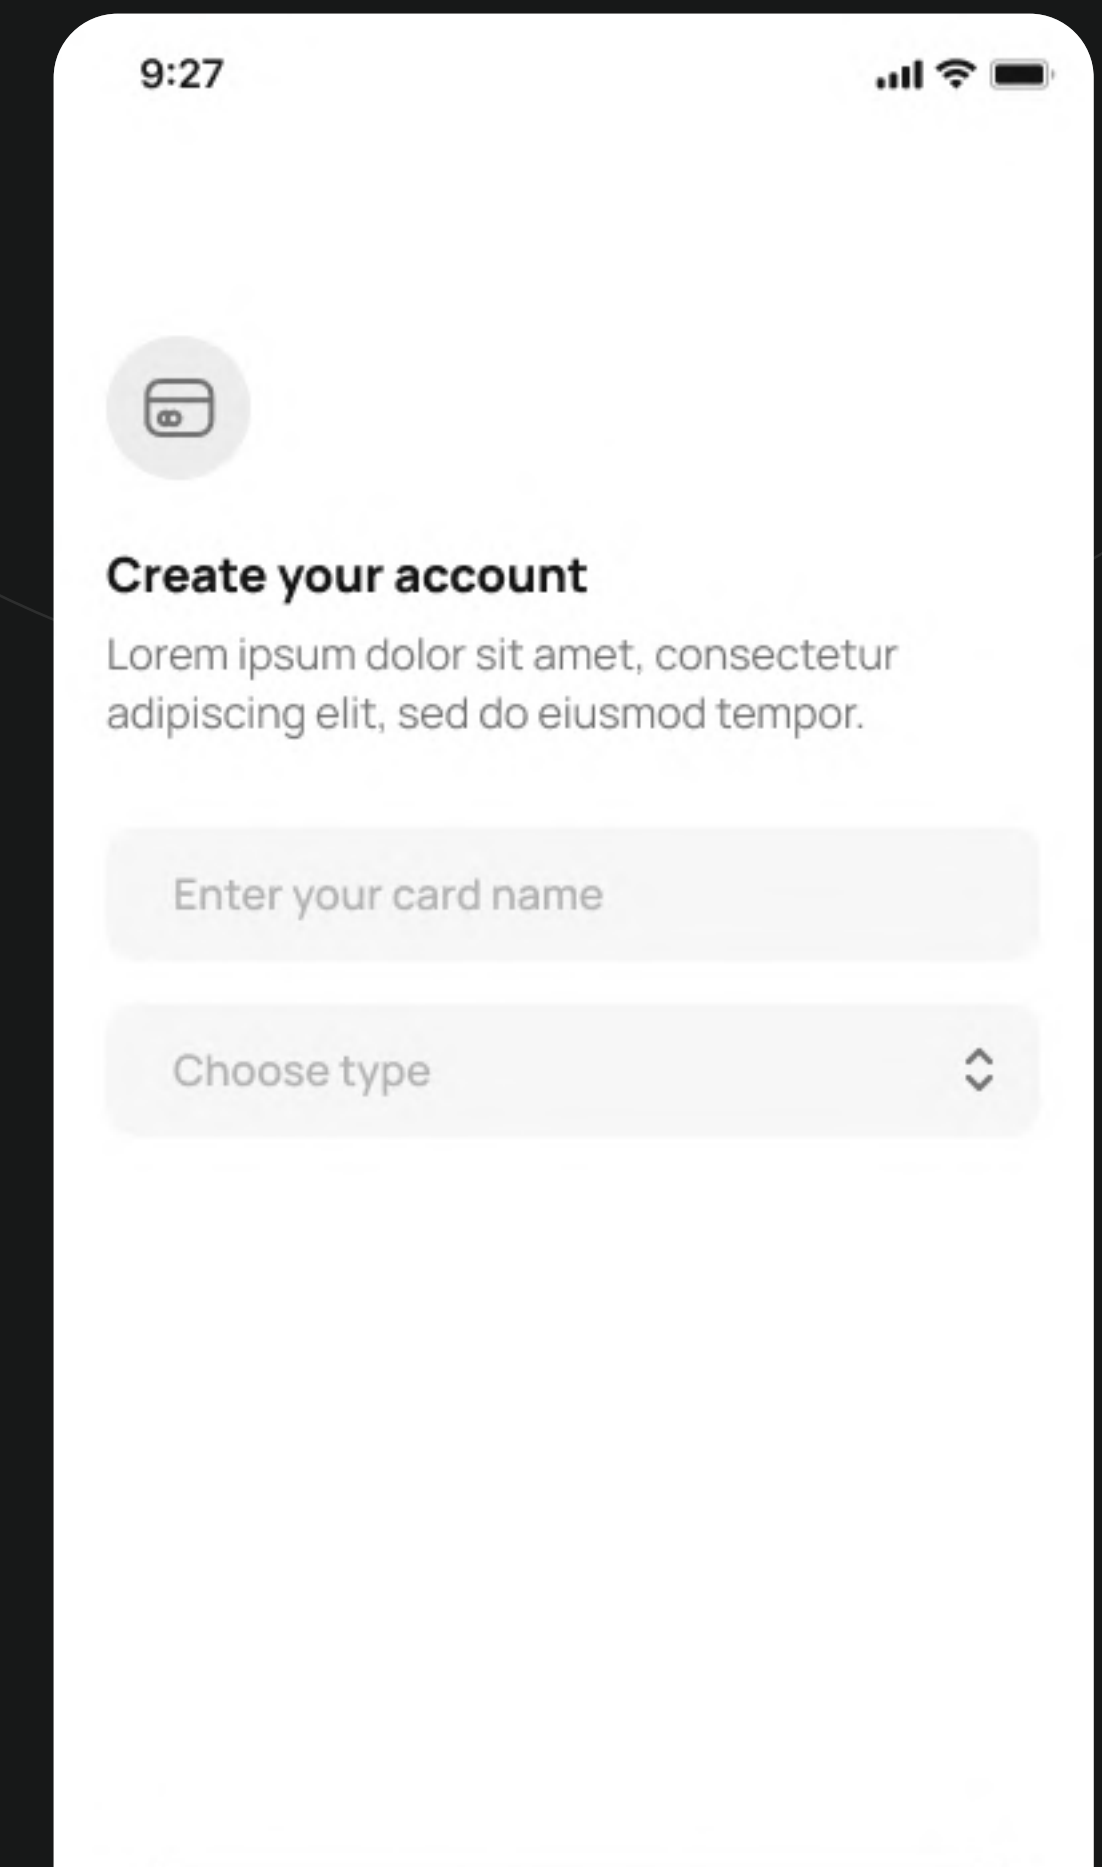 9:27
Create your account
Lorem ipsum dolor sit amet, consectetur
adipiscing elit, sed do eiusmod tempor.
Enter your card name
Choose type